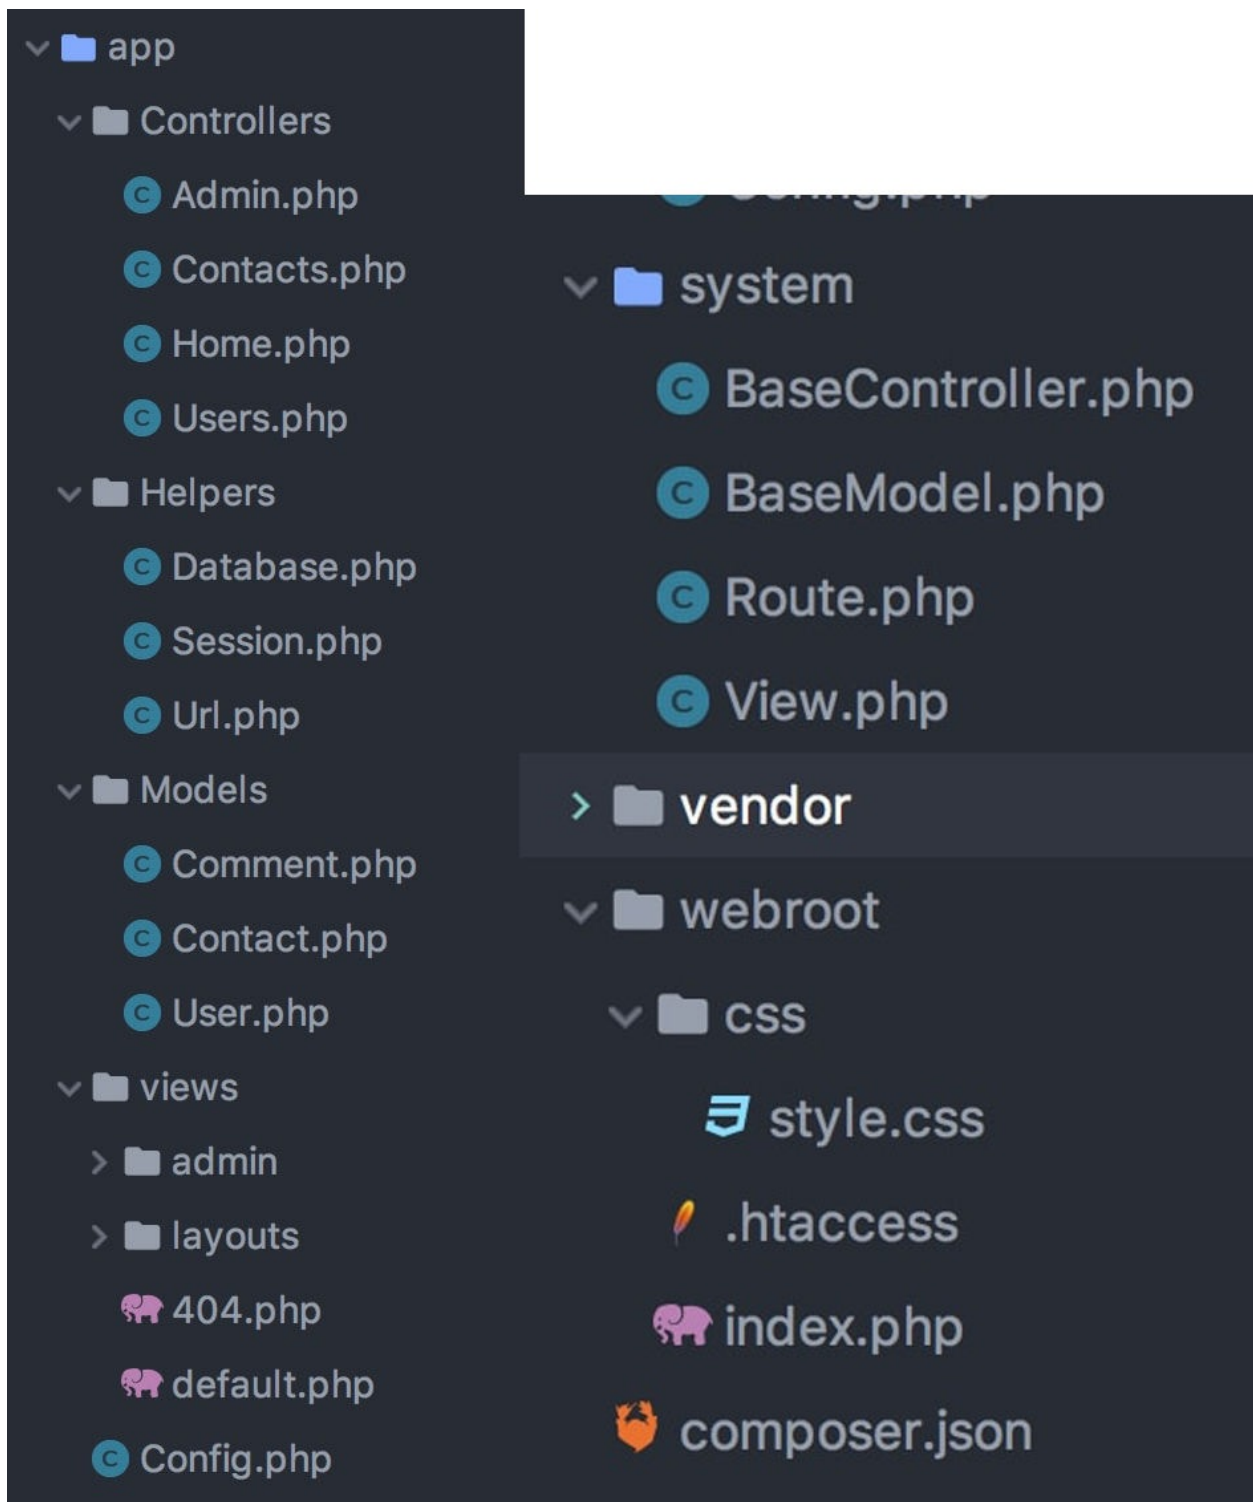 app
Controllers
Admin.php
Contacts.php
Home.php
Users.php
Helpers
Database.php
Session.php
Url.php
Models
Comment.php
Contact.php
User.php
views
admin
layouts
404.php
default.php
Config.php
Config.php
system
BaseController.php
BaseModel.php
Route.php
View.php
vendor
webroot
css
style.css
.htaccess
index.php
composer.json